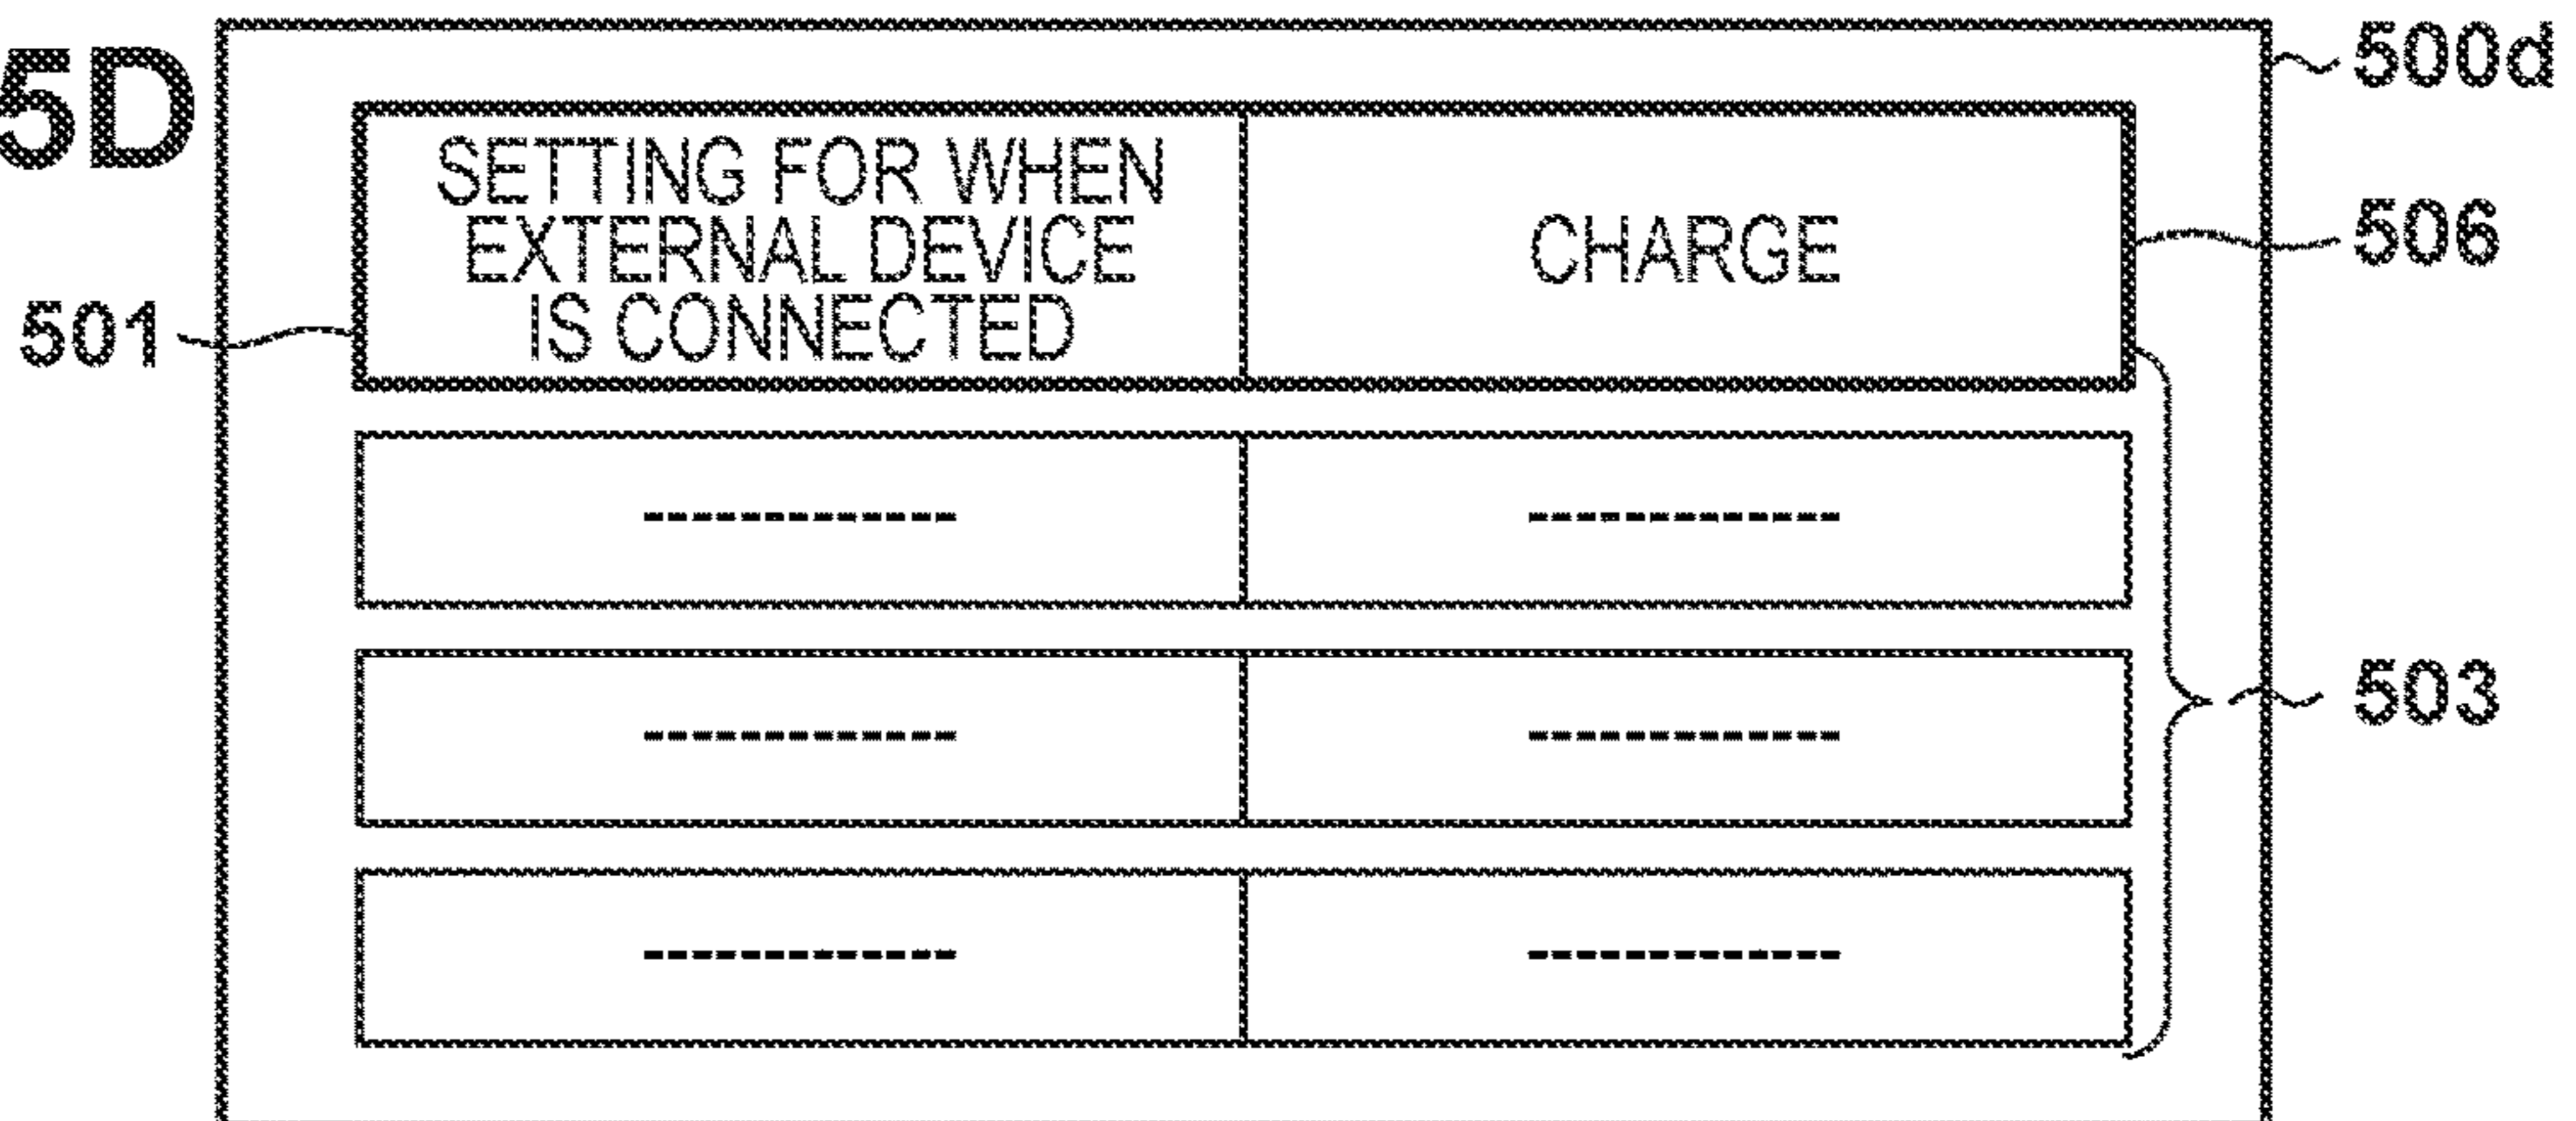 5D
500d
SETTING FOR WHEN
EXTERNAL DEVICE
IS CONNECTED
CHARGE
506
501
-------------
-------------
-------------
-------------
503
-------------
-------------